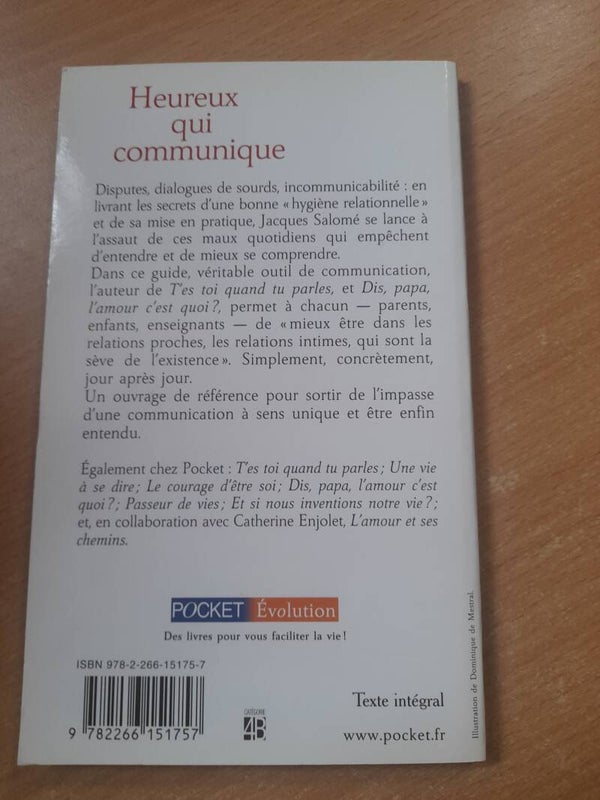 Heureux
qui
communique
Disputes, dialogues de sourds, incommunicabilité : en
livrant les secrets d'une bonne « hygiène relationnelle »
et de sa mise en pratique, Jacques Salomé se lance à
l'assaut de ces maux quotidiens qui empêchent
d'entendre et de mieux se comprendre.
Dans ce guide, véritable outil de communication,
l'auteur de T'es toi quand tu parles, et Dis, papa,
l'amour c'est quoi ?, permet à chacun — parents,
enfants, enseignants — de « mieux être dans les
relations proches, les relations intimes, qui sont la
sève de l'existence ». Simplement, concrètement,
jour après jour.
Un ouvrage de référence pour sortir de l'impasse
d'une communication à sens unique et être enfin
entendu.
Également chez Pocket : T'es toi quand tu parles ; Une vie
à se dire ; Le courage d'être soi ; Dis, papa, l'amour c'est
quoi ? ; Passeur de vies ; Et si nous inventions notre vie ? ;
et, en collaboration avec Catherine Enjolet, L'amour et ses
chemins.
POCKET Évolution
Des livres pour vous faciliter la vie !
Illustration de Dominique de Mestral.
ISBN 978-2-266-15175-7
9 782266 151757
CATÉGORIE
4B
Texte intégral
www.pocket.fr